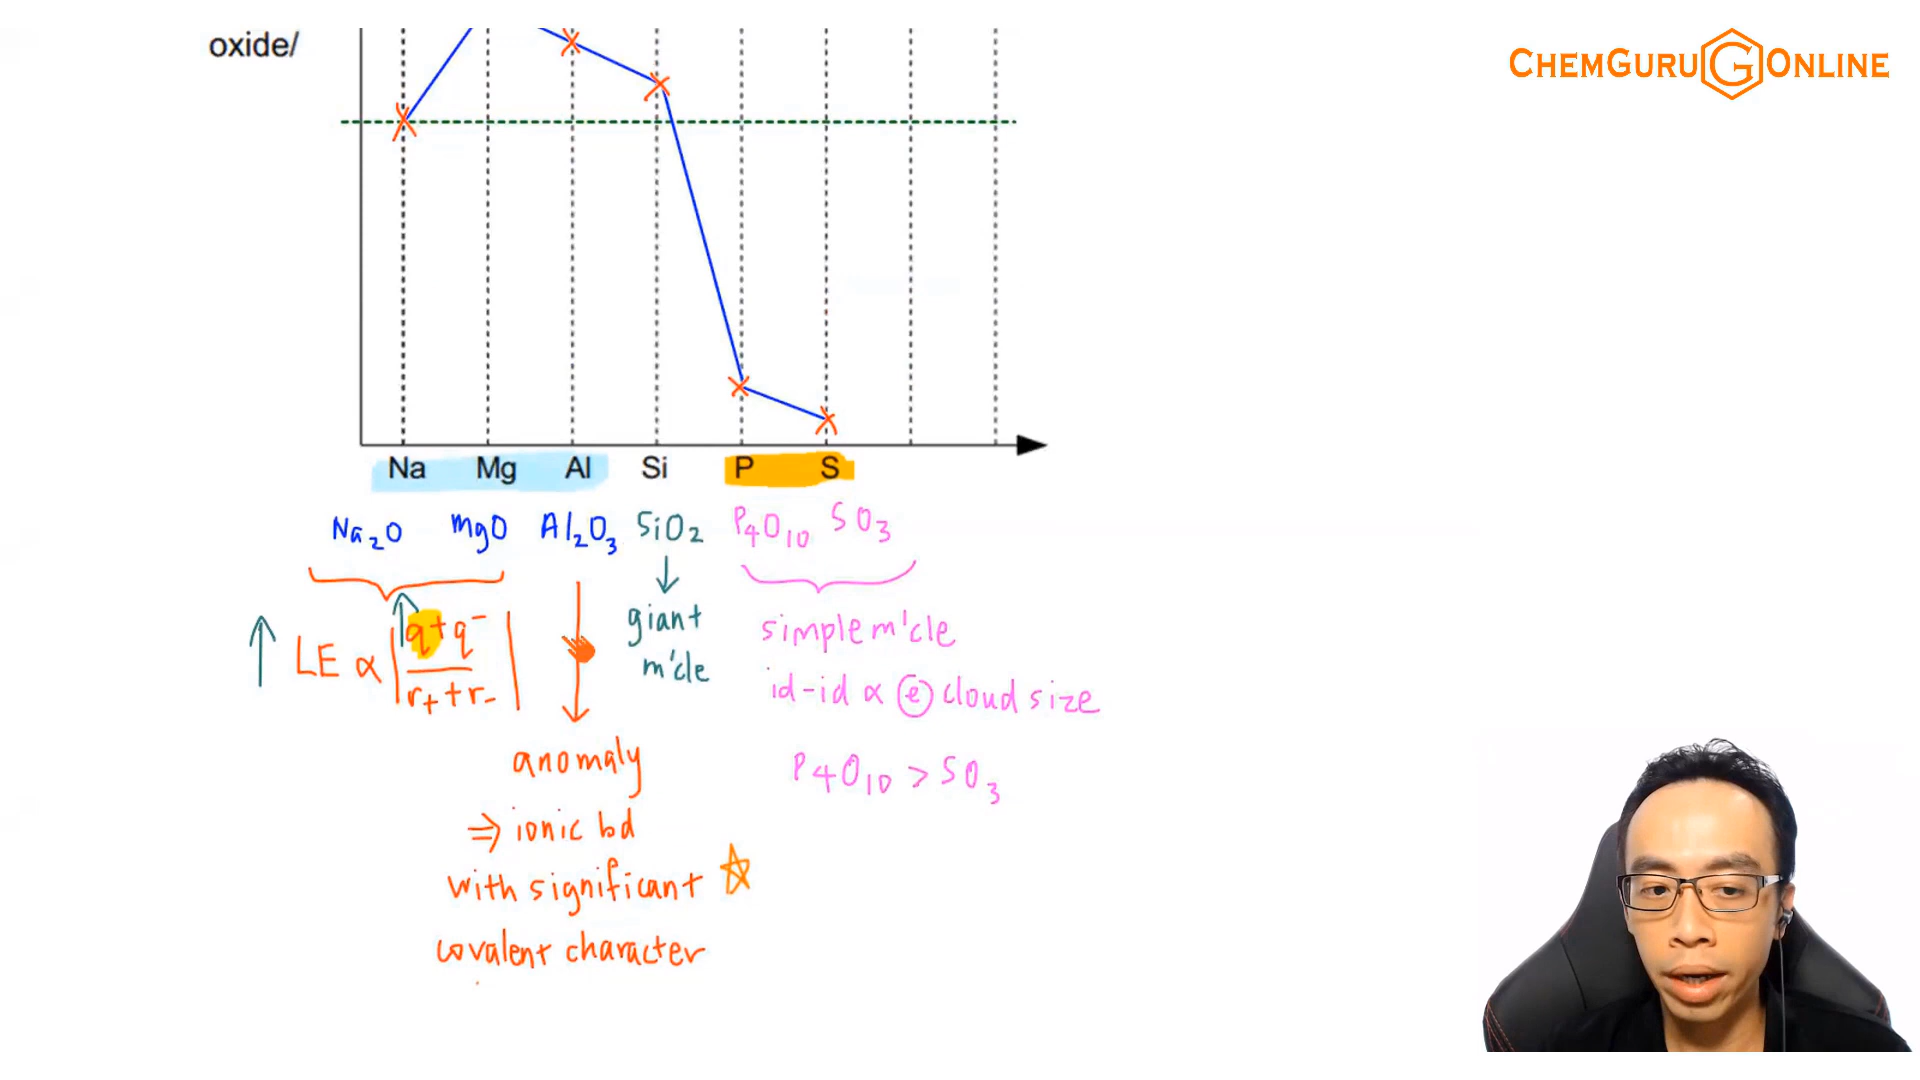 oxide/
CHEMGURU G ONLINE
Na Mg Al Si P S
Na₂O MgO Al₂O₃ SiO₂ P₄O₁₀ SO₃
↑ LE ∝ |q⁺q⁻ / r₊+r₋|
↓
anomaly
⇒ ionic bd
with significant ☆
covalent character
↓
giant
m'cle
simple m'cle
id-id ∝ ⓔ cloud size
P₄O₁₀ > SO₃